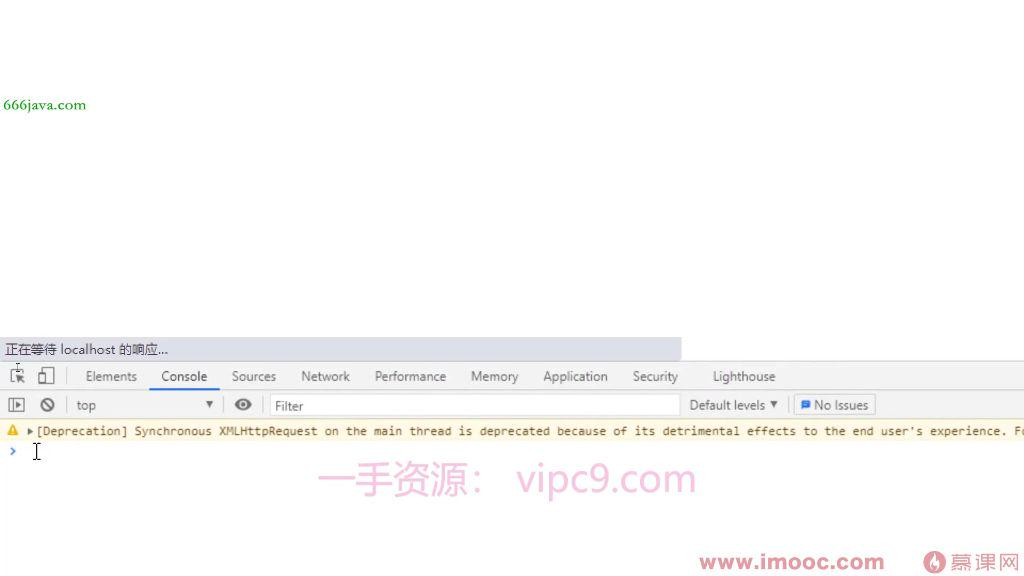 666java.com
正在等待 localhost 的响应...
Elements Console Sources Network Performance Memory Application Security Lighthouse
top Filter Default levels No Issues
[Deprecation] Synchronous XMLHttpRequest on the main thread is deprecated because of its detrimental effects to the end user's experience. Fo
一手资源： vipc9.com
www.imooc.com 慕课网